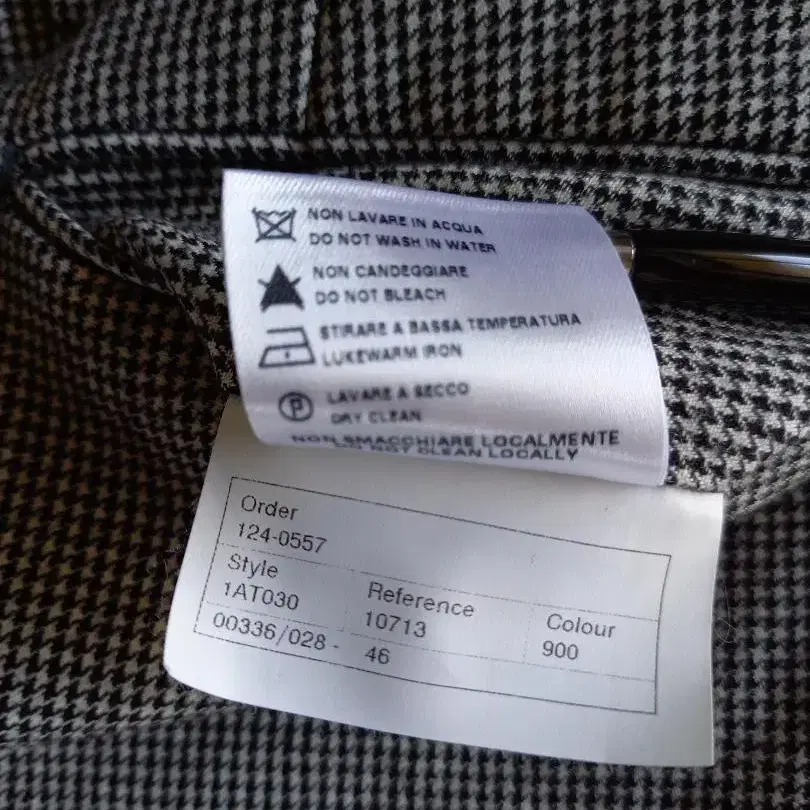 NON LAVARE IN ACQUA
DO NOT WASH IN WATER
NON CANDEGGIARE
DO NOT BLEACH
STIRARE A BASSA TEMPERATURA
LUKEWARM IRON
P
LAVARE A SECCO
DRY CLEAN
NON SMACCHIARE LOCALMENTE
DO NOT CLEAN LOCALLY
Order
124-0557
Style
1AT030
Reference
10713
Colour
900
00336/028 - 46